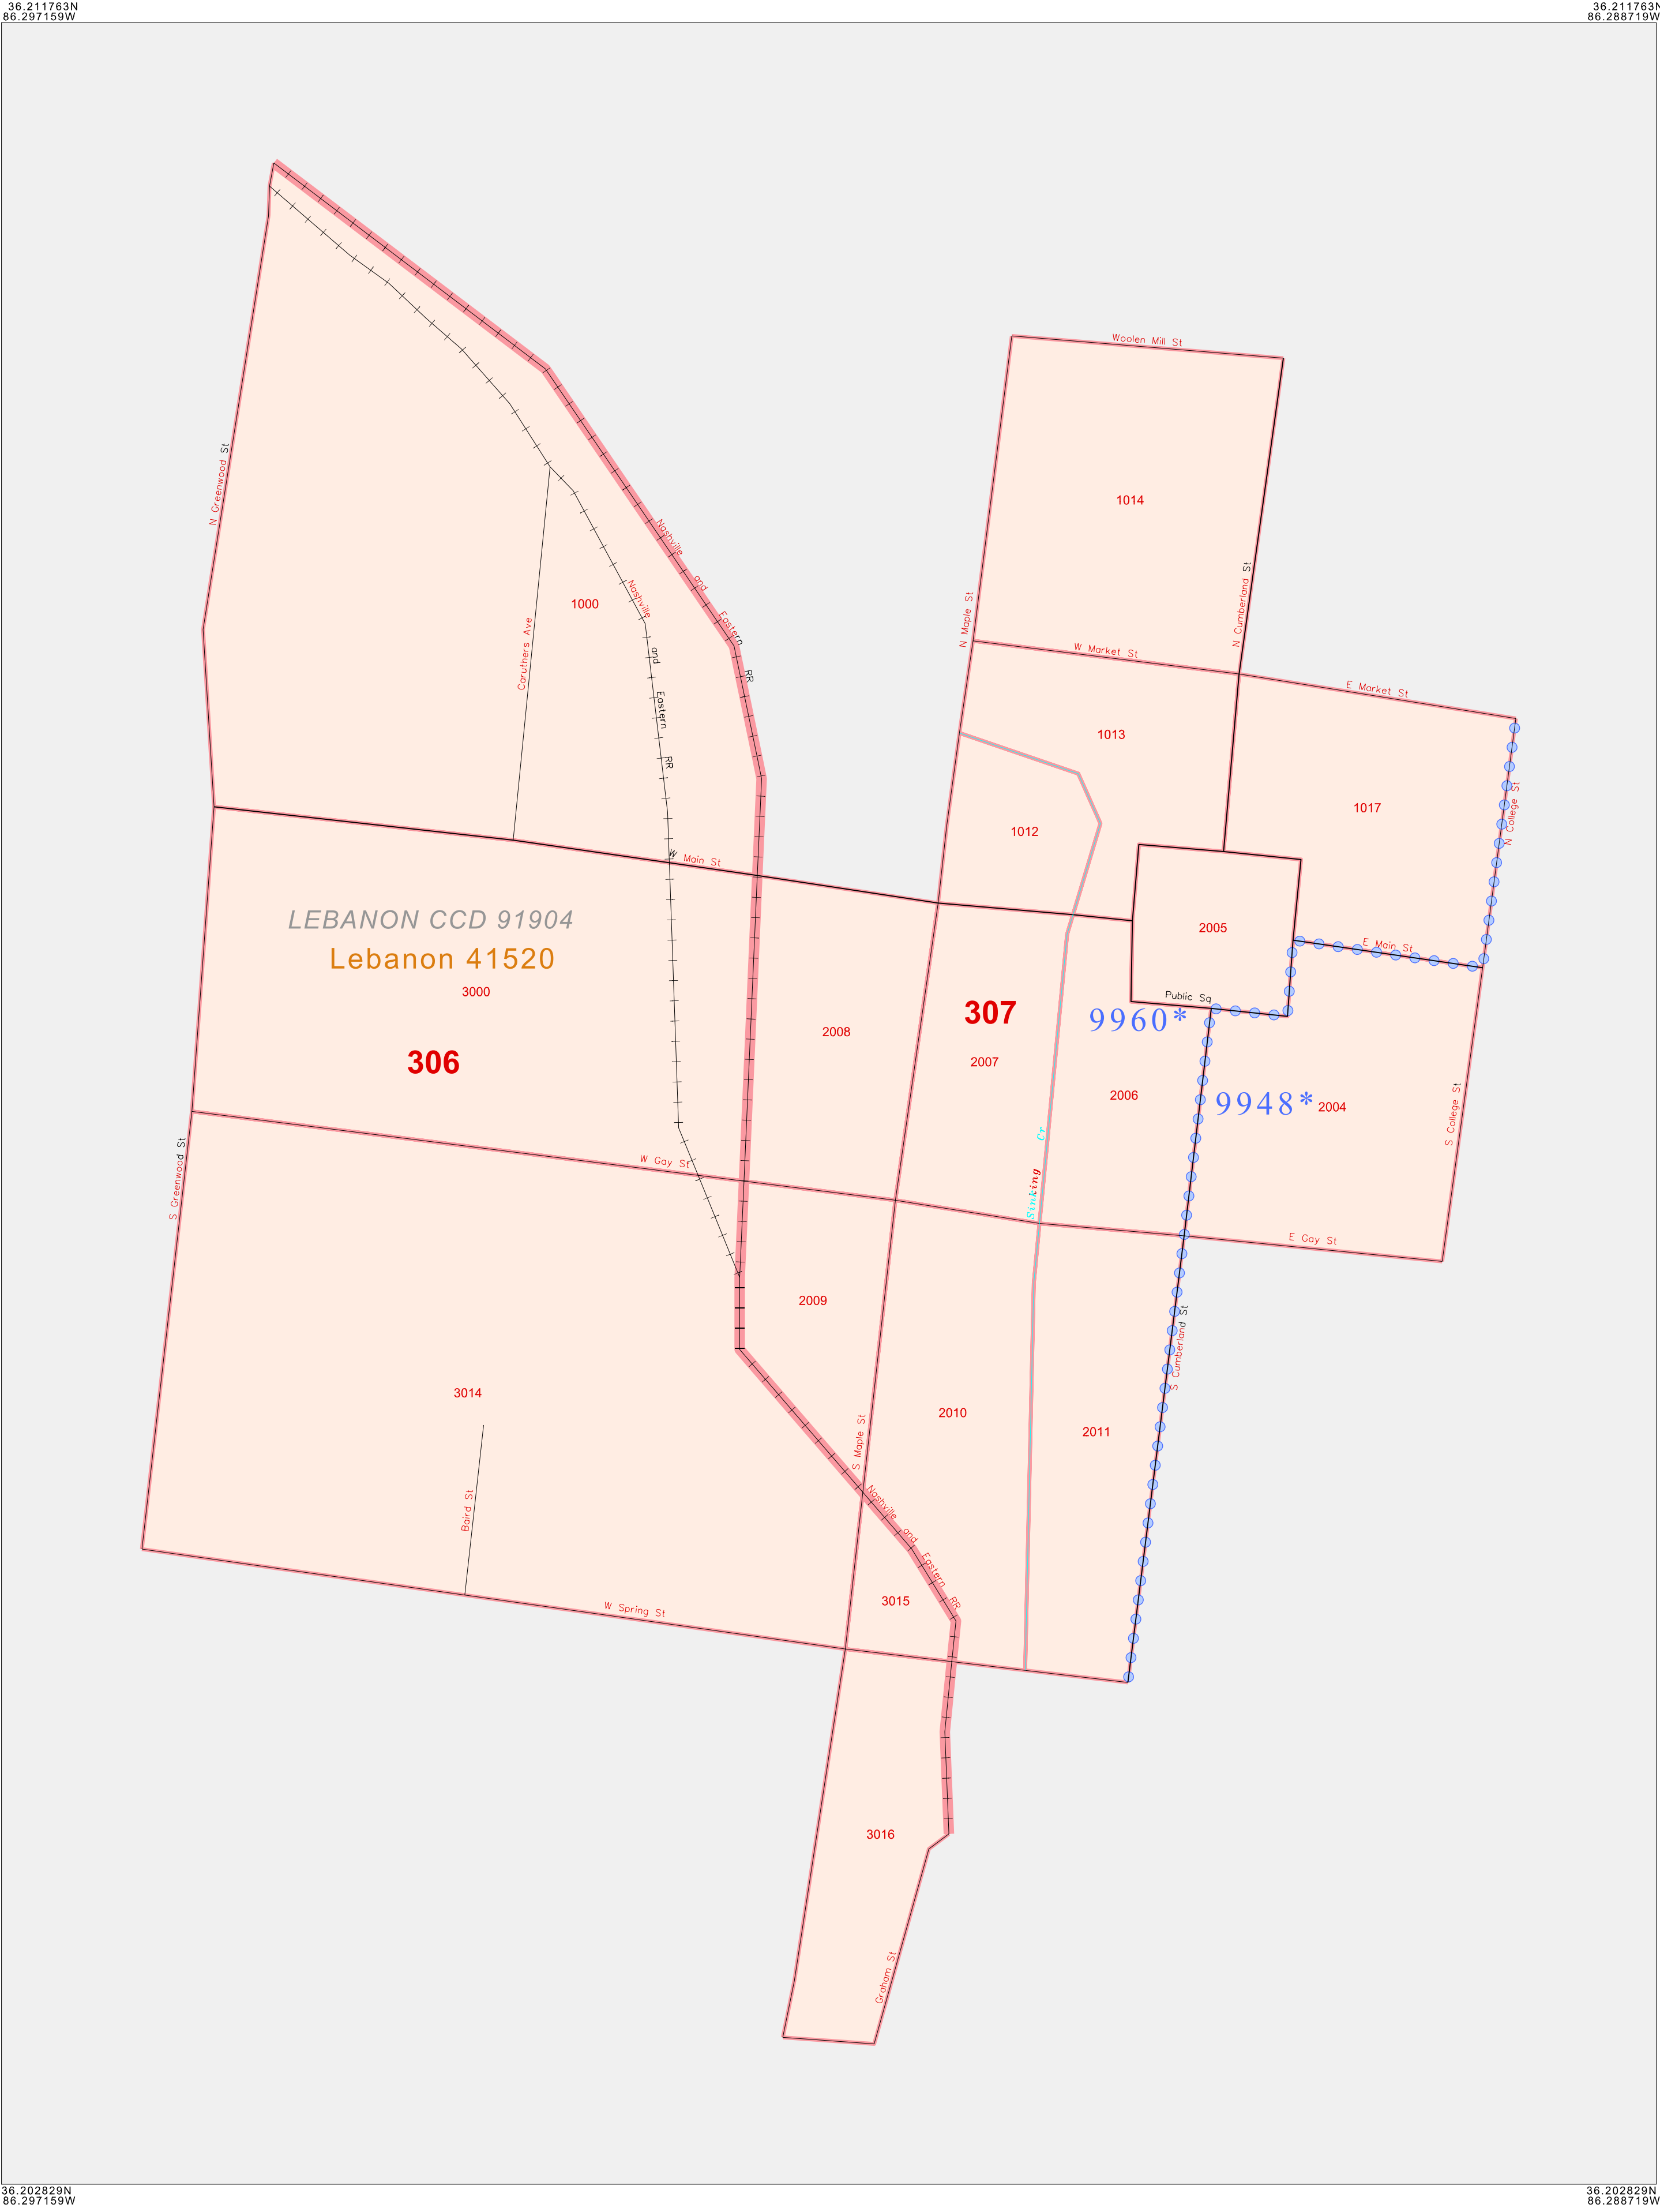 36.211763N
86.297159W
36.211763N
86.288719W
Woolen Mill St
N Greenwood St
1014
Nashville and Eastern RR
Nashville and Eastern RR
1000
Caruthers Ave
N Maple St
N Cumberland St
W Market St
E Market St
1013
1017
N College St
1012
W Main St
LEBANON CCD 91904
Lebanon 41520
3000
306
2005
E Main St
Public Sq
307
9960*
2008
2007
2006
9948*
2004
S College St
Sinking Cr
W Gay St
S Greenwood St
E Gay St
2009
S Cumberland St
3014
2010
2011
S Maple St
Baird St
Nashville and Eastern RR
3015
W Spring St
3016
Graham St
36.202829N
86.297159W
36.202829N
86.288719W